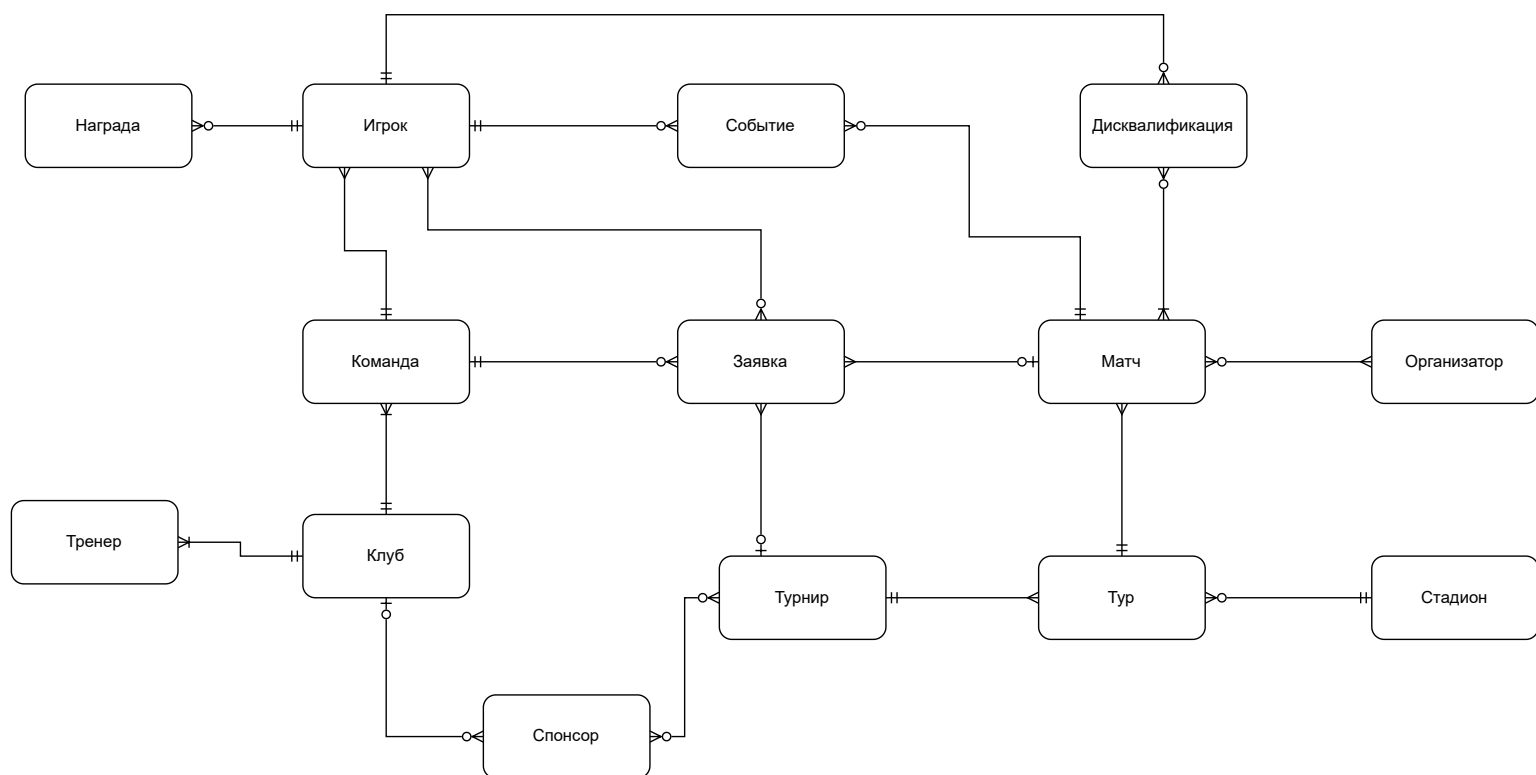 Награда
Игрок
Событие
Дисквалификация
Команда
Заявка
Матч
Организатор
Тренер
Клуб
Турнир
Тур
Стадион
Спонсор